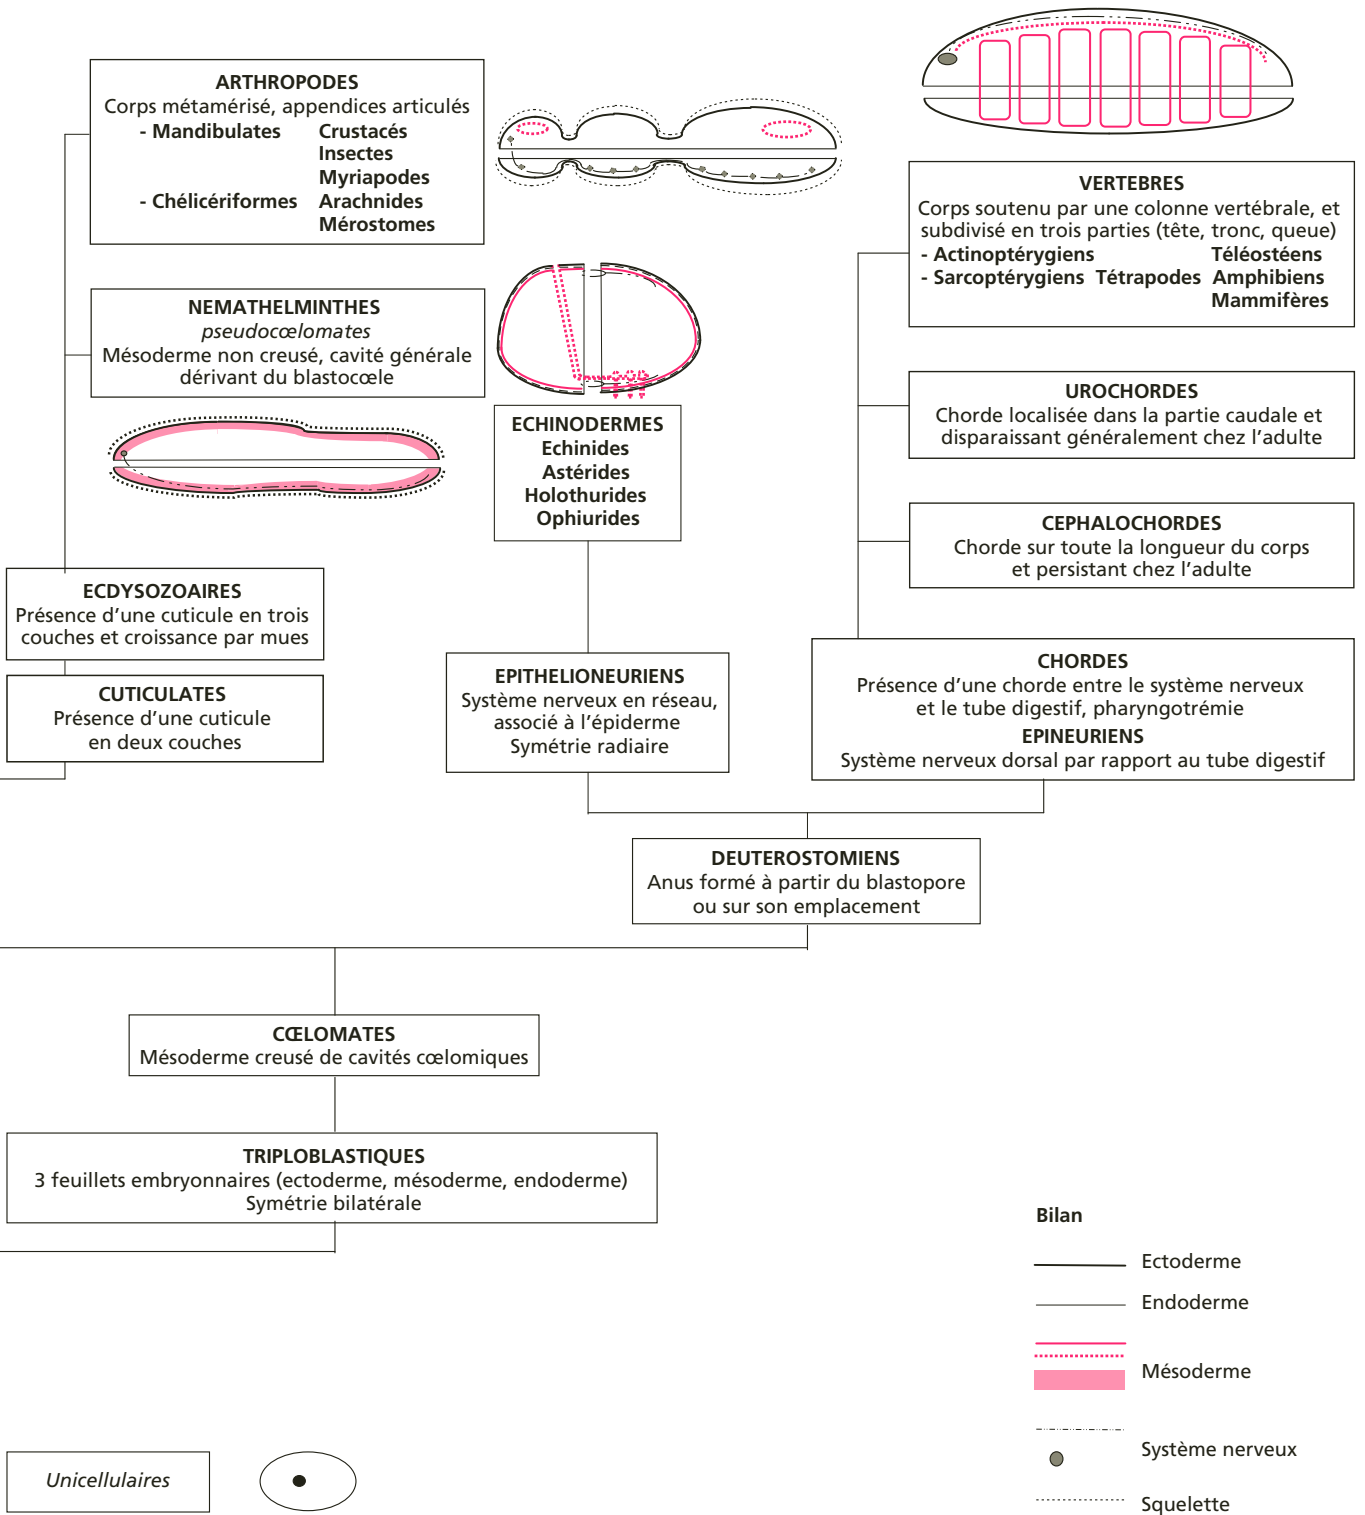 ARTHROPODES
Corps métamérisé, appendices articulés
- Mandibulates Crustacés
Insectes
Myriapodes
- Chélicériformes Arachnides
Mérostomes
NEMATHELMINTHES
pseudocœlomates
Mésoderme non creusé, cavité générale
dérivant du blastocœle
ECHINODERMES
Echinides
Astérides
Holothurides
Ophiurides
VERTEBRES
Corps soutenu par une colonne vertébrale, et
subdivisé en trois parties (tête, tronc, queue)
- Actinoptérygiens Téléostéens
- Sarcoptérygiens Tétrapodes Amphibiens
Mammifères
UROCHORDES
Chorde localisée dans la partie caudale et
disparaissant généralement chez l'adulte
CEPHALOCHORDES
Chorde sur toute la longueur du corps
et persistant chez l'adulte
ECDYSOZOAIRES
Présence d'une cuticule en trois
couches et croissance par mues
CUTICULATES
Présence d'une cuticule
en deux couches
EPITHELIONEURIENS
Système nerveux en réseau,
associé à l'épiderme
Symétrie radiaire
CHORDES
Présence d'une chorde entre le système nerveux
et le tube digestif, pharyngotrémie
EPINEURIENS
Système nerveux dorsal par rapport au tube digestif
DEUTEROSTOMIENS
Anus formé à partir du blastopore
ou sur son emplacement
CŒLOMATES
Mésoderme creusé de cavités cœlomiques
TRIPLOBLASTIQUES
3 feuillets embryonnaires (ectoderme, mésoderme, endoderme)
Symétrie bilatérale
Bilan
Ectoderme
Endoderme
Mésoderme
Système nerveux
Squelette
Unicellulaires